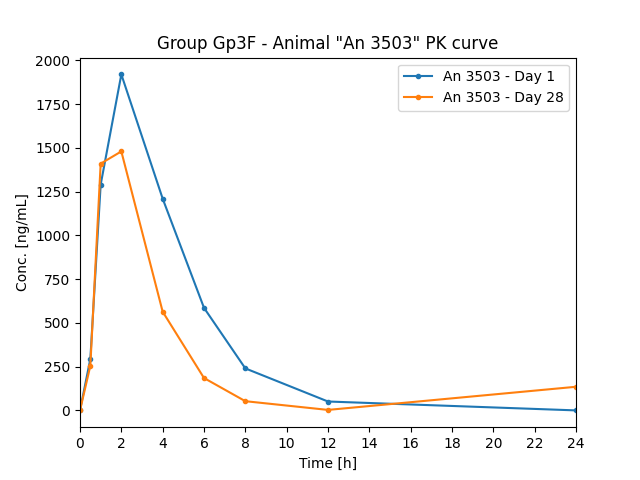 Group Gp3F - Animal "An 3503" PK curve
An 3503 - Day 1
An 3503 - Day 28
Conc. [ng/mL]
2000
1750
1500
1250
1000
750
500
250
0
0 2 4 6 8 10 12 14 16 18 20 22 24
Time [h]